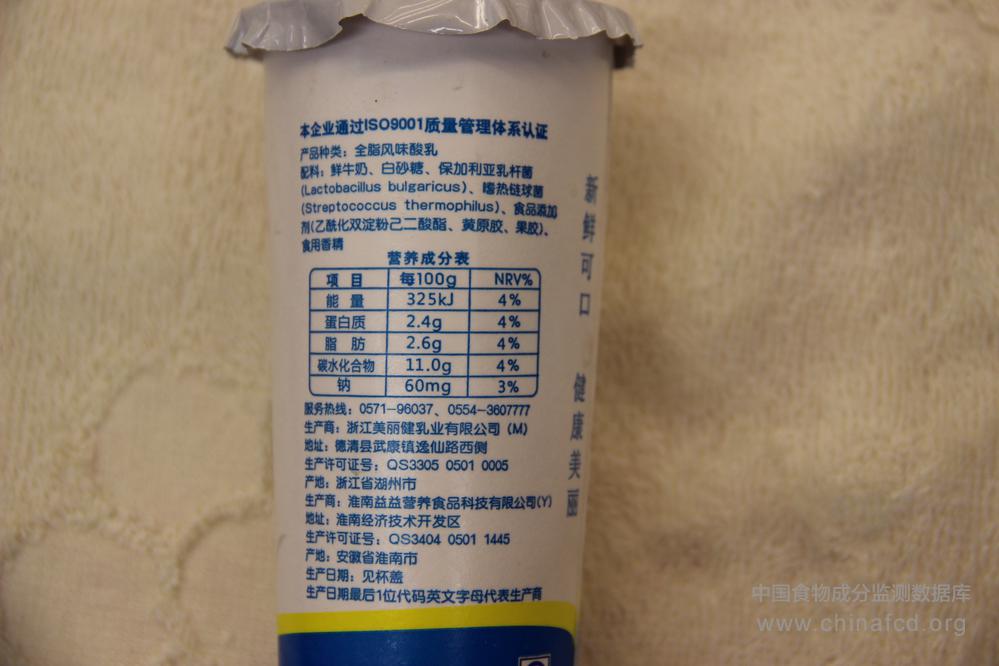 本企业通过ISO9001质量管理体系认证
产品种类：全脂风味酸乳
配料：鲜牛奶、白砂糖、保加利亚乳杆菌
(Lactobacillus bulgaricus)、嗜热链球菌
(Streptococcus thermophilus)、食品添加
剂(乙酰化双淀粉己二酸酯、黄原胶、果胶)、
食用香精
营养成分表
项 目 每100g NRV%
能 量 325kJ 4%
蛋白质 2.4g 4%
脂 肪 2.6g 4%
碳水化合物 11.0g 4%
钠 60mg 3%
服务热线：0571-96037、0554-3607777
生产商：浙江美丽健乳业有限公司 (M)
地址：德清县武康镇逸仙路西侧
生产许可证号：QS3305 0501 0005
产地：浙江省湖州市
生产商：淮南益益营养食品科技有限公司(Y)
地址：淮南经济技术开发区
生产许可证号：QS3404 0501 1445
产地：安徽省淮南市
生产日期：见杯盖
生产日期最后1位代码英文字母代表生产商
新鲜可口 健康美丽
中国食物成分监测数据库
www.chinafcd.org